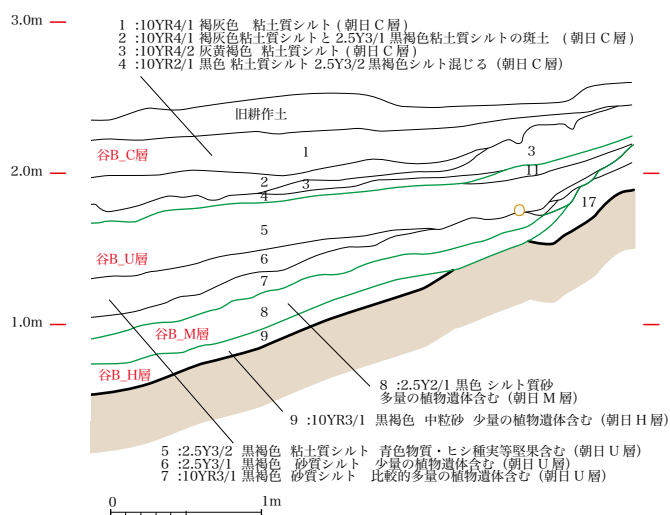 3.0m
1 :10YR4/1 褐灰色 粘土質シルト ( 朝日 C 層 )
2 :10YR4/1 褐灰色粘土質シルトと 2.5Y3/1 黒褐色粘土質シルトの斑土 ( 朝日 C 層 )
3 :10YR4/2 灰黄褐色 粘土質シルト ( 朝日 C 層 )
4 :10YR2/1 黒色 粘土質シルト 2.5Y3/2 黒褐色シルト混じる (朝日 C 層 )
旧耕作土
谷B_C層
1
3
2.0m
11
2
3
4
17
5
谷B_U層
6
7
8
1.0m
谷B_M層
9
谷B_H層
8 :2.5Y2/1 黒色 シルト質砂
多量の植物遺体含む (朝日 M 層 )
9 :10YR3/1 黒褐色 中粒砂 少量の植物遺体含む (朝日 H 層 )
5 :2.5Y3/2 黒褐色 粘土質シルト 青色物質・ヒシ種実等堅果含む (朝日 U 層 )
6 :2.5Y3/1 黒褐色 砂質シルト 少量の植物遺体含む (朝日 U 層 )
7 :10YR3/1 黒褐色 砂質シルト 比較的多量の植物遺体含む (朝日 U 層 )
0
1m